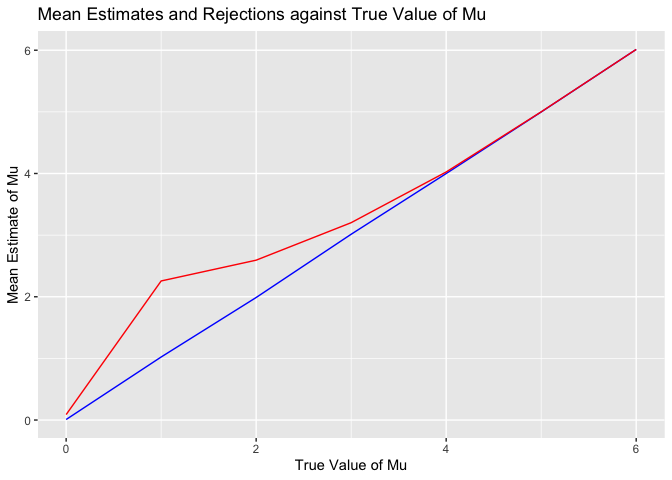 Mean Estimates and Rejections against True Value of Mu
Mean Estimate of Mu
6
4
2
0
0
2
4
6
True Value of Mu